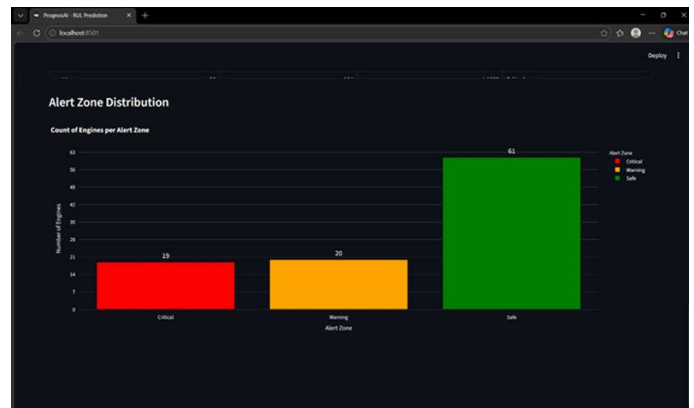 PrognosAI - RUL Prediction
localhost:8501
Chat
Deploy
Alert Zone Distribution
Count of Engines per Alert Zone
Number of Engines
63
56
49
42
35
28
21
14
7
0
19
20
61
Critical
Warning
Safe
Alert Zone
Alert Zone
Critical
Warning
Safe